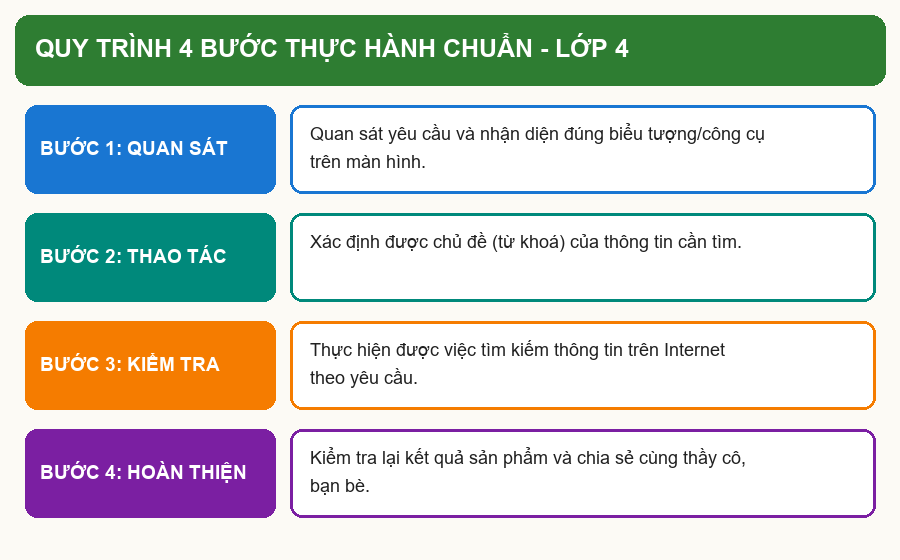 QUY TRÌNH 4 BƯỚC THỰC HÀNH CHUẨN - LỚP 4
BƯỚC 1: QUAN SÁT
Quan sát yêu cầu và nhận diện đúng biểu tượng/công cụ
trên màn hình.
BƯỚC 2: THAO TÁC
Xác định được chủ đề (từ khoá) của thông tin cần tìm.
BƯỚC 3: KIỂM TRA
Thực hiện được việc tìm kiếm thông tin trên Internet
theo yêu cầu.
BƯỚC 4: HOÀN THIỆN
Kiểm tra lại kết quả sản phẩm và chia sẻ cùng thầy cô,
bạn bè.